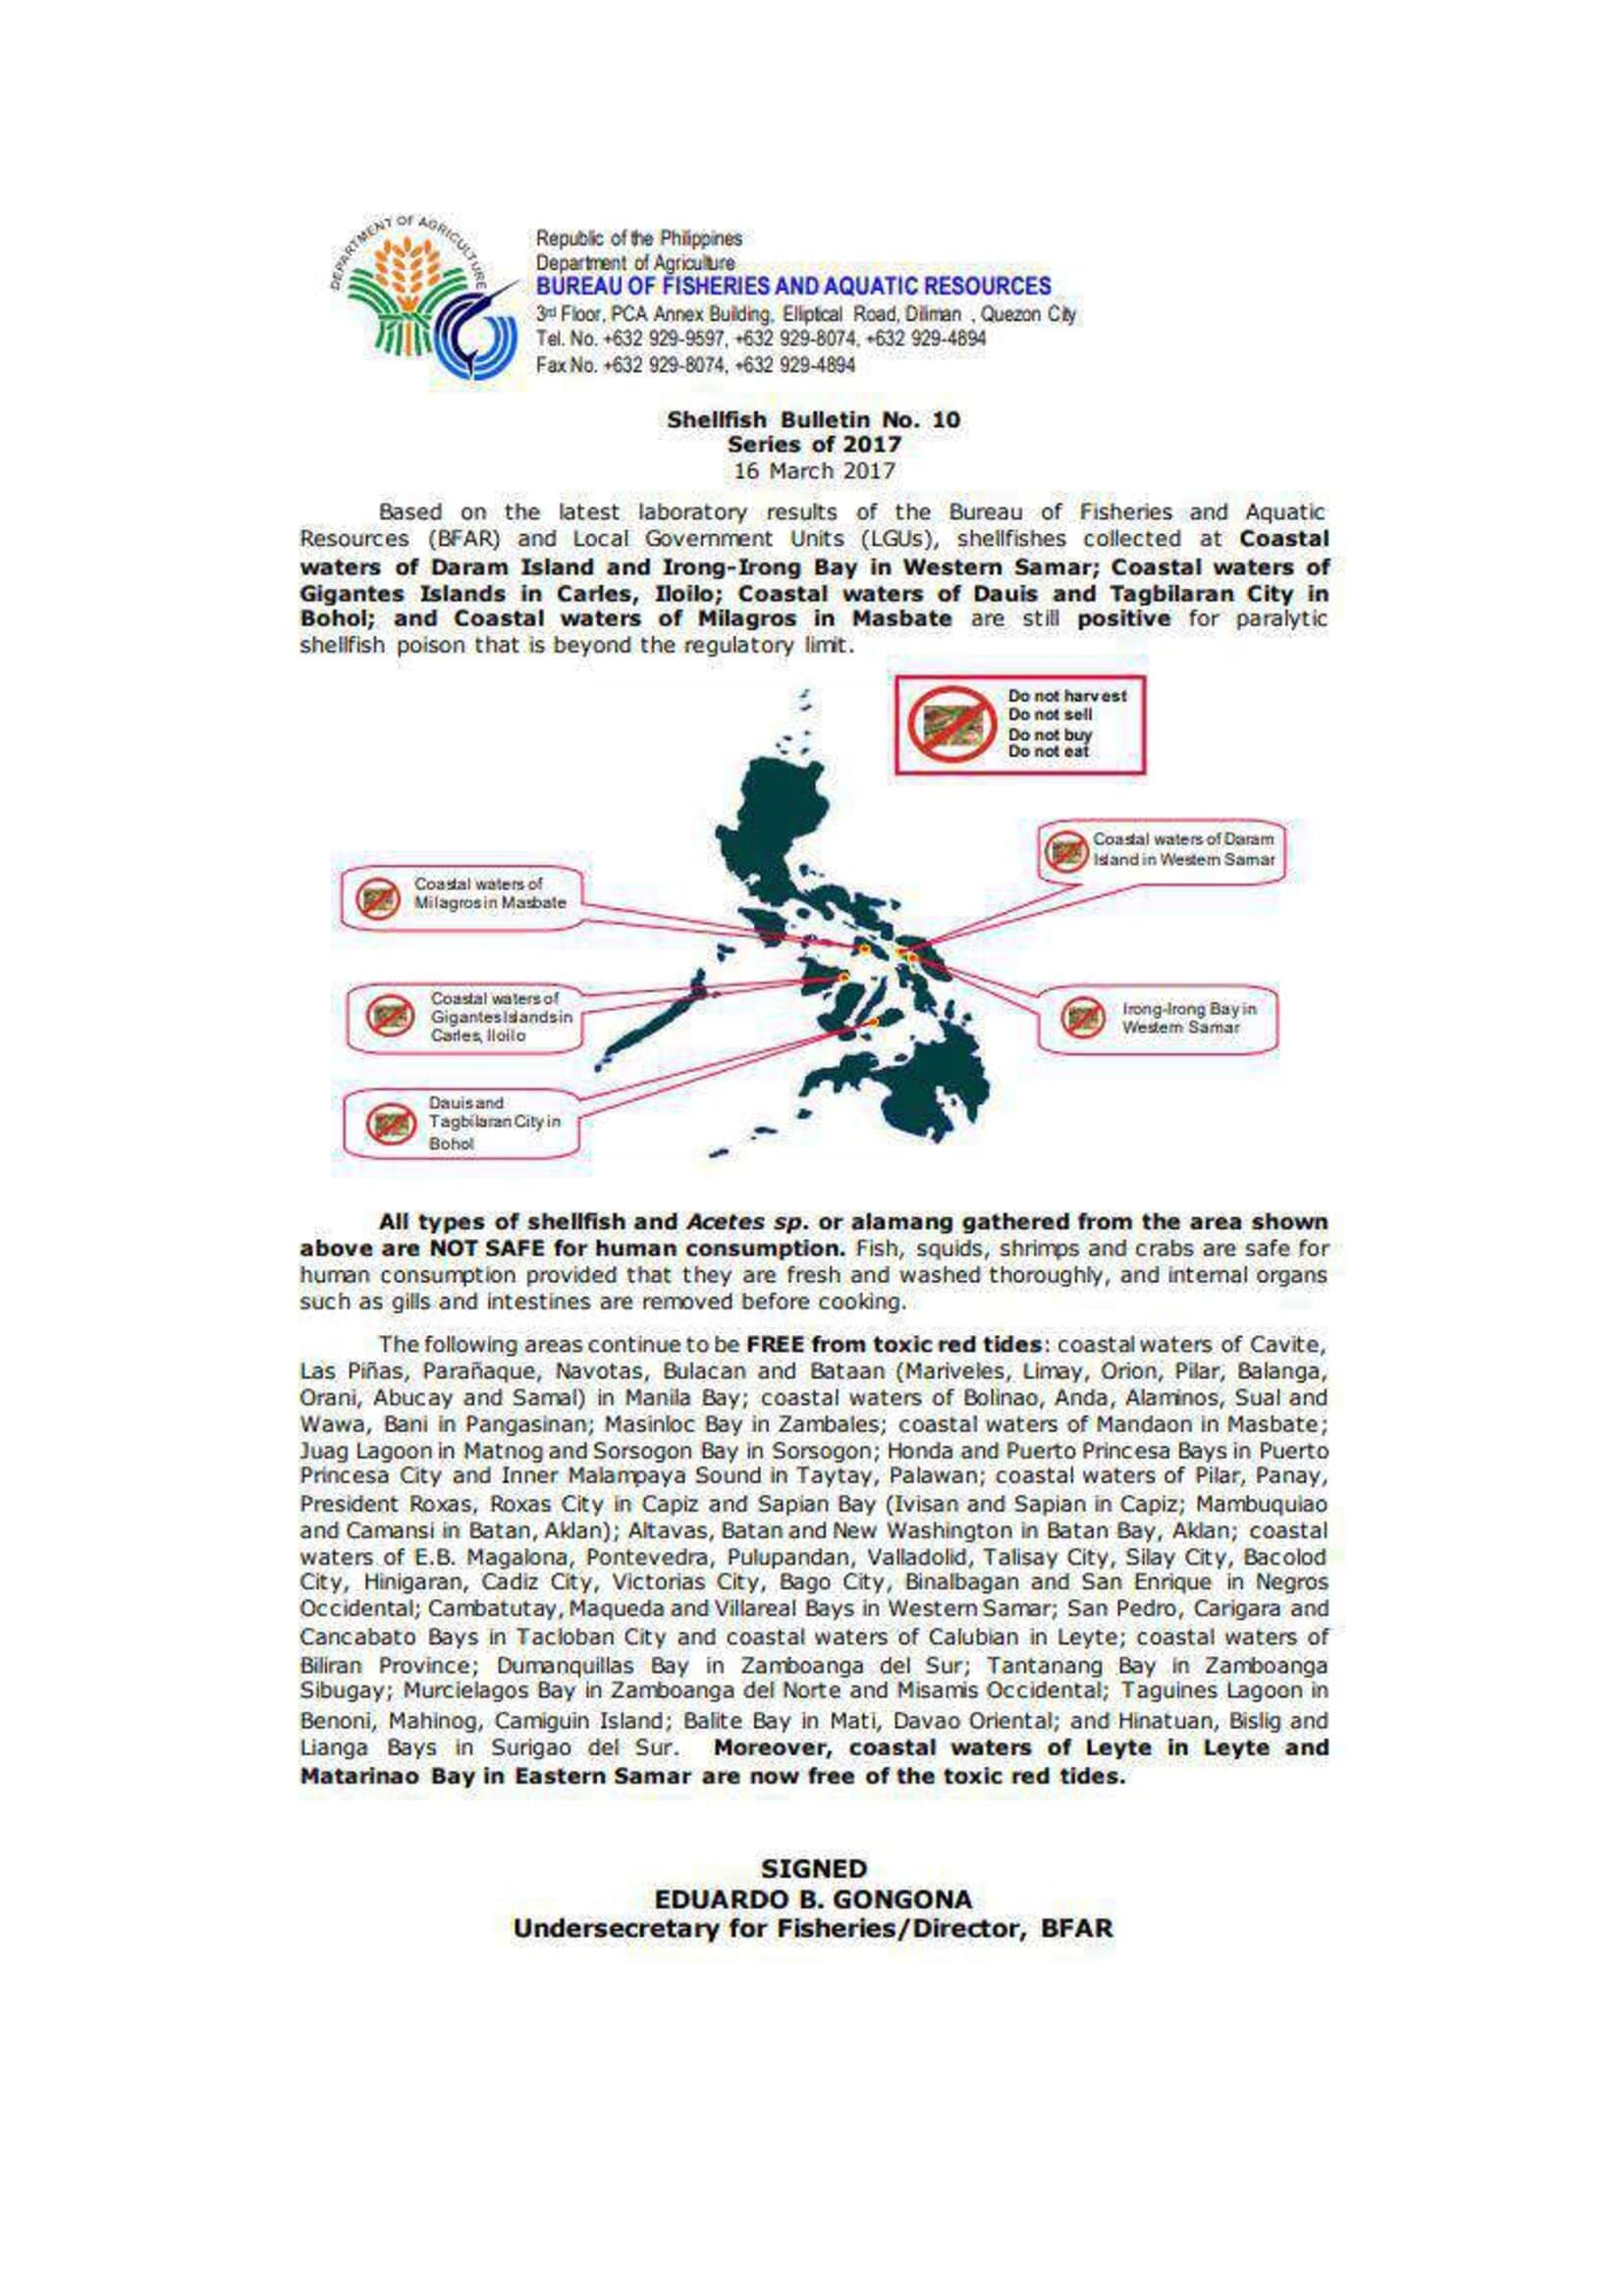 DEPARTMENT OF AGRICULTURE
Republic of the Philippines
Department of Agriculture
BUREAU OF FISHERIES AND AQUATIC RESOURCES
3rd Floor, PCA Annex Building, Elliptical Road, Diliman , Quezon City
Tel. No. +632 929-9597, +632 929-8074, +632 929-4894
Fax No. +632 929-8074, +632 929-4894
Shellfish Bulletin No. 10
Series of 2017
16 March 2017
Based on the latest laboratory results of the Bureau of Fisheries and Aquatic
Resources (BFAR) and Local Government Units (LGUs), shellfishes collected at Coastal
waters of Daram Island and Irong-Irong Bay in Western Samar; Coastal waters of
Gigantes Islands in Carles, Iloilo; Coastal waters of Dauis and Tagbilaran City in
Bohol; and Coastal waters of Milagros in Masbate are still positive for paralytic
shellfish poison that is beyond the regulatory limit.
Do not harvest
Do not sell
Do not buy
Do not eat
Coastal waters of Daram
Island in Western Samar
Coastal waters of
Milagros in Masbate
Coastal waters of
Gigantes Islands in
Carles, Iloilo
Irong-Irong Bay in
Western Samar
Dauis and
Tagbilaran City in
Bohol
All types of shellfish and Acetes sp. or alamang gathered from the area shown
above are NOT SAFE for human consumption. Fish, squids, shrimps and crabs are safe for
human consumption provided that they are fresh and washed thoroughly, and internal organs
such as gills and intestines are removed before cooking.
The following areas continue to be FREE from toxic red tides: coastal waters of Cavite,
Las Piñas, Parañaque, Navotas, Bulacan and Bataan (Mariveles, Limay, Orion, Pilar, Balanga,
Orani, Abucay and Samal) in Manila Bay; coastal waters of Bolinao, Anda, Alaminos, Sual and
Wawa, Bani in Pangasinan; Masinloc Bay in Zambales; coastal waters of Mandaon in Masbate;
Juag Lagoon in Matnog and Sorsogon Bay in Sorsogon; Honda and Puerto Princesa Bays in Puerto
Princesa City and Inner Malampaya Sound in Taytay, Palawan; coastal waters of Pilar, Panay,
President Roxas, Roxas City in Capiz and Sapian Bay (Ivisan and Sapian in Capiz; Mambuquiao
and Camansi in Batan, Aklan); Altavas, Batan and New Washington in Batan Bay, Aklan; coastal
waters of E.B. Magalona, Pontevedra, Pulupandan, Valladolid, Talisay City, Silay City, Bacolod
City, Hinigaran, Cadiz City, Victorias City, Bago City, Binalbagan and San Enrique in Negros
Occidental; Cambatutay, Maqueda and Villareal Bays in Western Samar; San Pedro, Carigara and
Cancabato Bays in Tacloban City and coastal waters of Calubian in Leyte; coastal waters of
Biliran Province; Dumanquillas Bay in Zamboanga del Sur; Tantanang Bay in Zamboanga
Sibugay; Murcielagos Bay in Zamboanga del Norte and Misamis Occidental; Taguines Lagoon in
Benoni, Mahinog, Camiguin Island; Balite Bay in Mati, Davao Oriental; and Hinatuan, Bislig and
Lianga Bays in Surigao del Sur. Moreover, coastal waters of Leyte in Leyte and
Matarinao Bay in Eastern Samar are now free of the toxic red tides.
SIGNED
EDUARDO B. GONGONA
Undersecretary for Fisheries/Director, BFAR